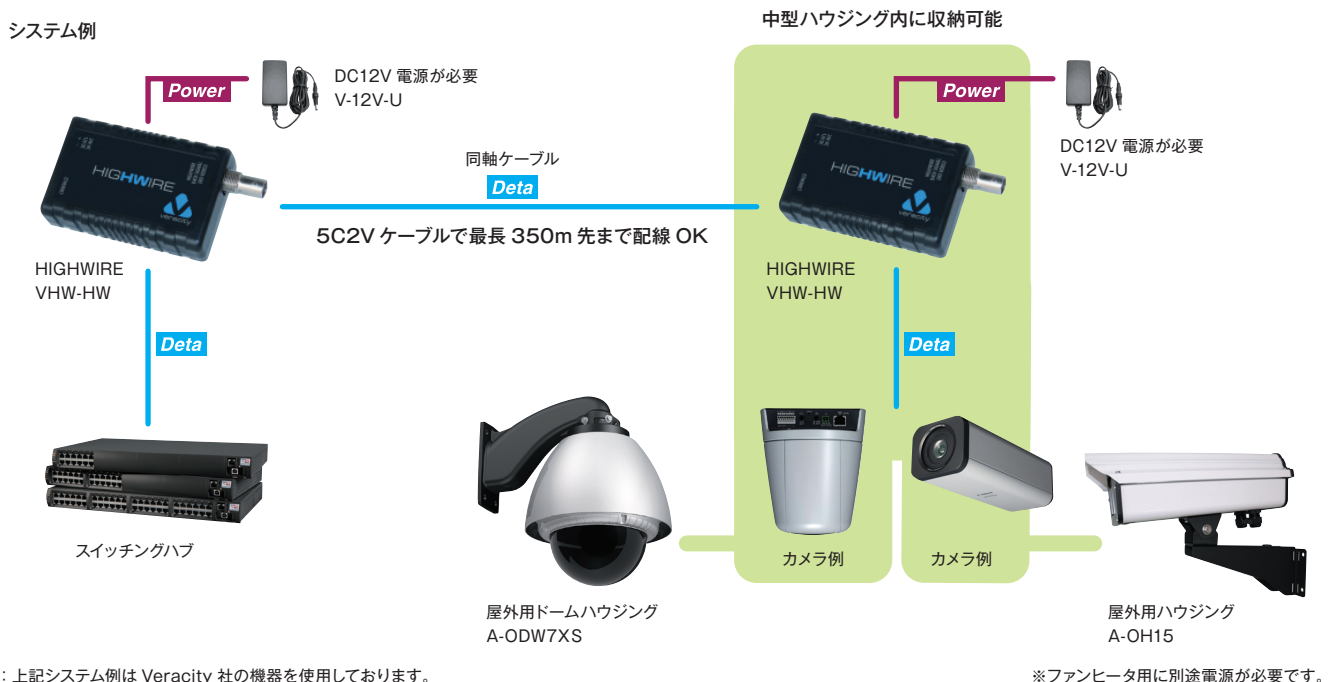 システム例
中型ハウジング内に収納可能
Power
DC12V 電源が必要
V-12V-U
Power
DC12V 電源が必要
V-12V-U
HIGHWIRE
veracity
同軸ケーブル
Deta
5C2V ケーブルで最長 350m 先まで配線 OK
HIGHWIRE
veracity
HIGHWIRE
VHW-HW
HIGHWIRE
VHW-HW
Deta
Deta
スイッチングハブ
カメラ例
カメラ例
屋外用ドームハウジング
A-ODW7XS
屋外用ハウジング
A-OH15
: 上記システム例は Veracity 社の機器を使用しております。
※ファンヒータ用に別途電源が必要です。